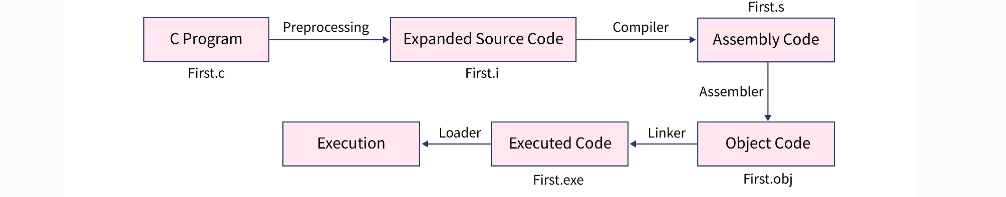 First.s
C Program
Preprocessing
Expanded Source Code
Compiler
Assembly Code
First.c
First.i
Assembler
Execution
Loader
Executed Code
Linker
Object Code
First.exe
First.obj